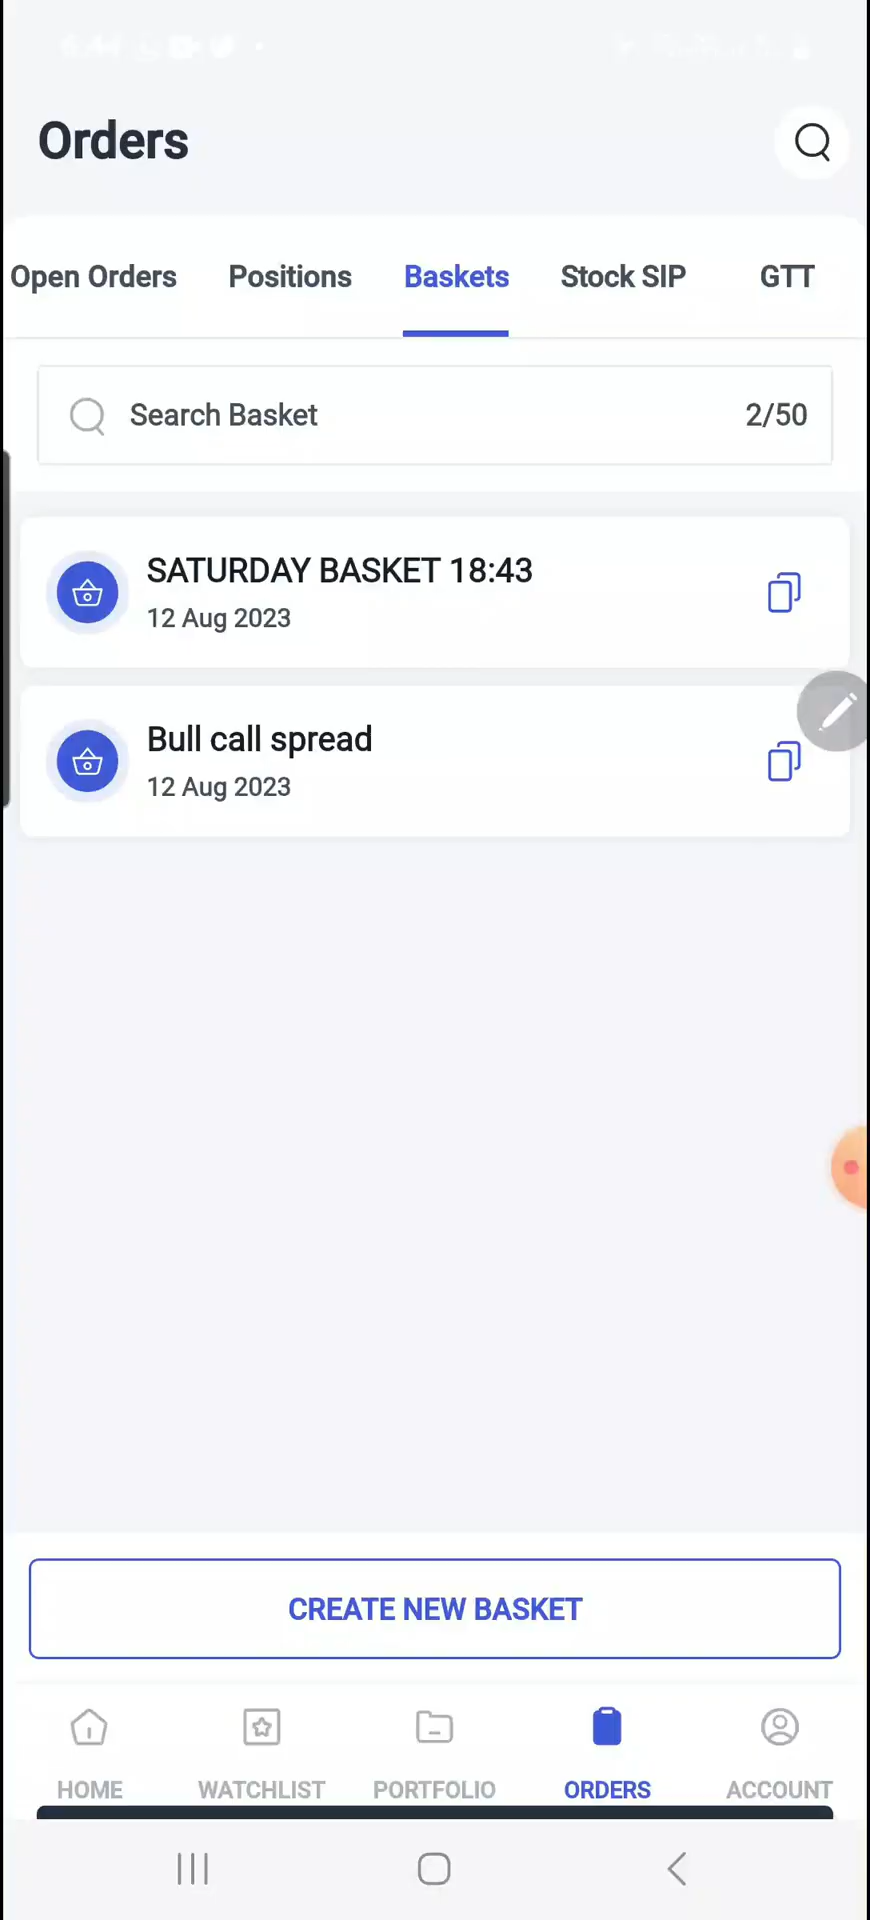 Orders
Open Orders Positions Baskets Stock SIP GTT
Search Basket 2/50
SATURDAY BASKET 18:43
12 Aug 2023
Bull call spread
12 Aug 2023
CREATE NEW BASKET
HOME WATCHLIST PORTFOLIO ORDERS ACCOUNT